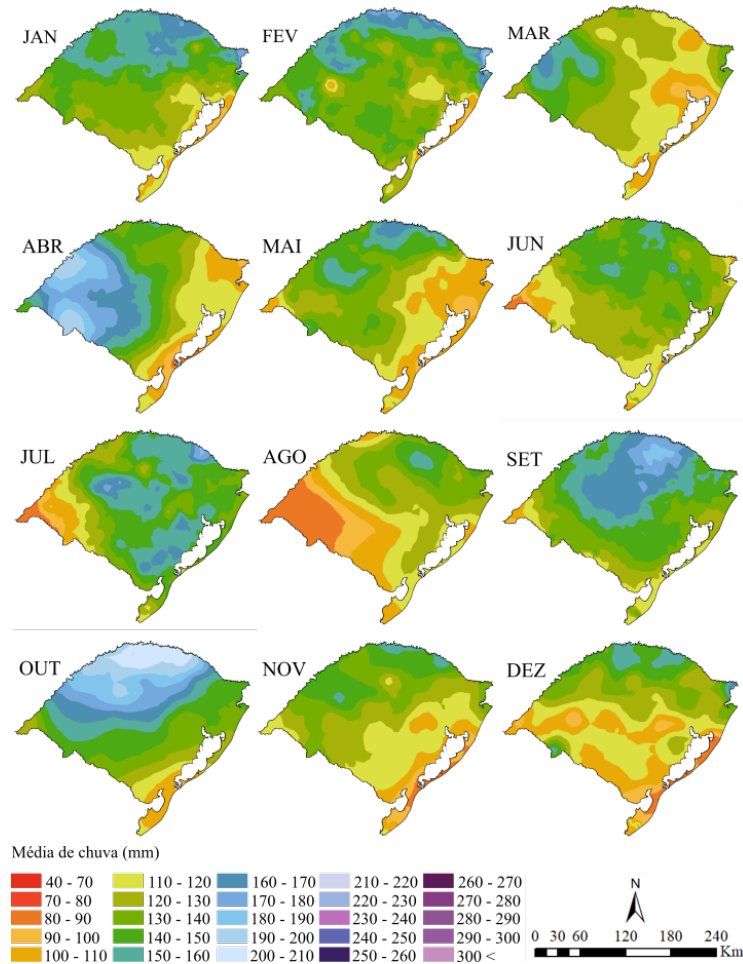 JAN FEV MAR
ABR MAI JUN
JUL AGO SET
OUT NOV DEZ
Média de chuva (mm)
40 - 70 110 - 120 160 - 170 210 - 220 260 - 270
70 - 80 120 - 130 170 - 180 220 - 230 270 - 280
80 - 90 130 - 140 180 - 190 230 - 240 280 - 290
90 - 100 140 - 150 190 - 200 240 - 250 290 - 300
100 - 110 150 - 160 200 - 210 250 - 260 300 <
N
0 30 60 120 180 240
Km